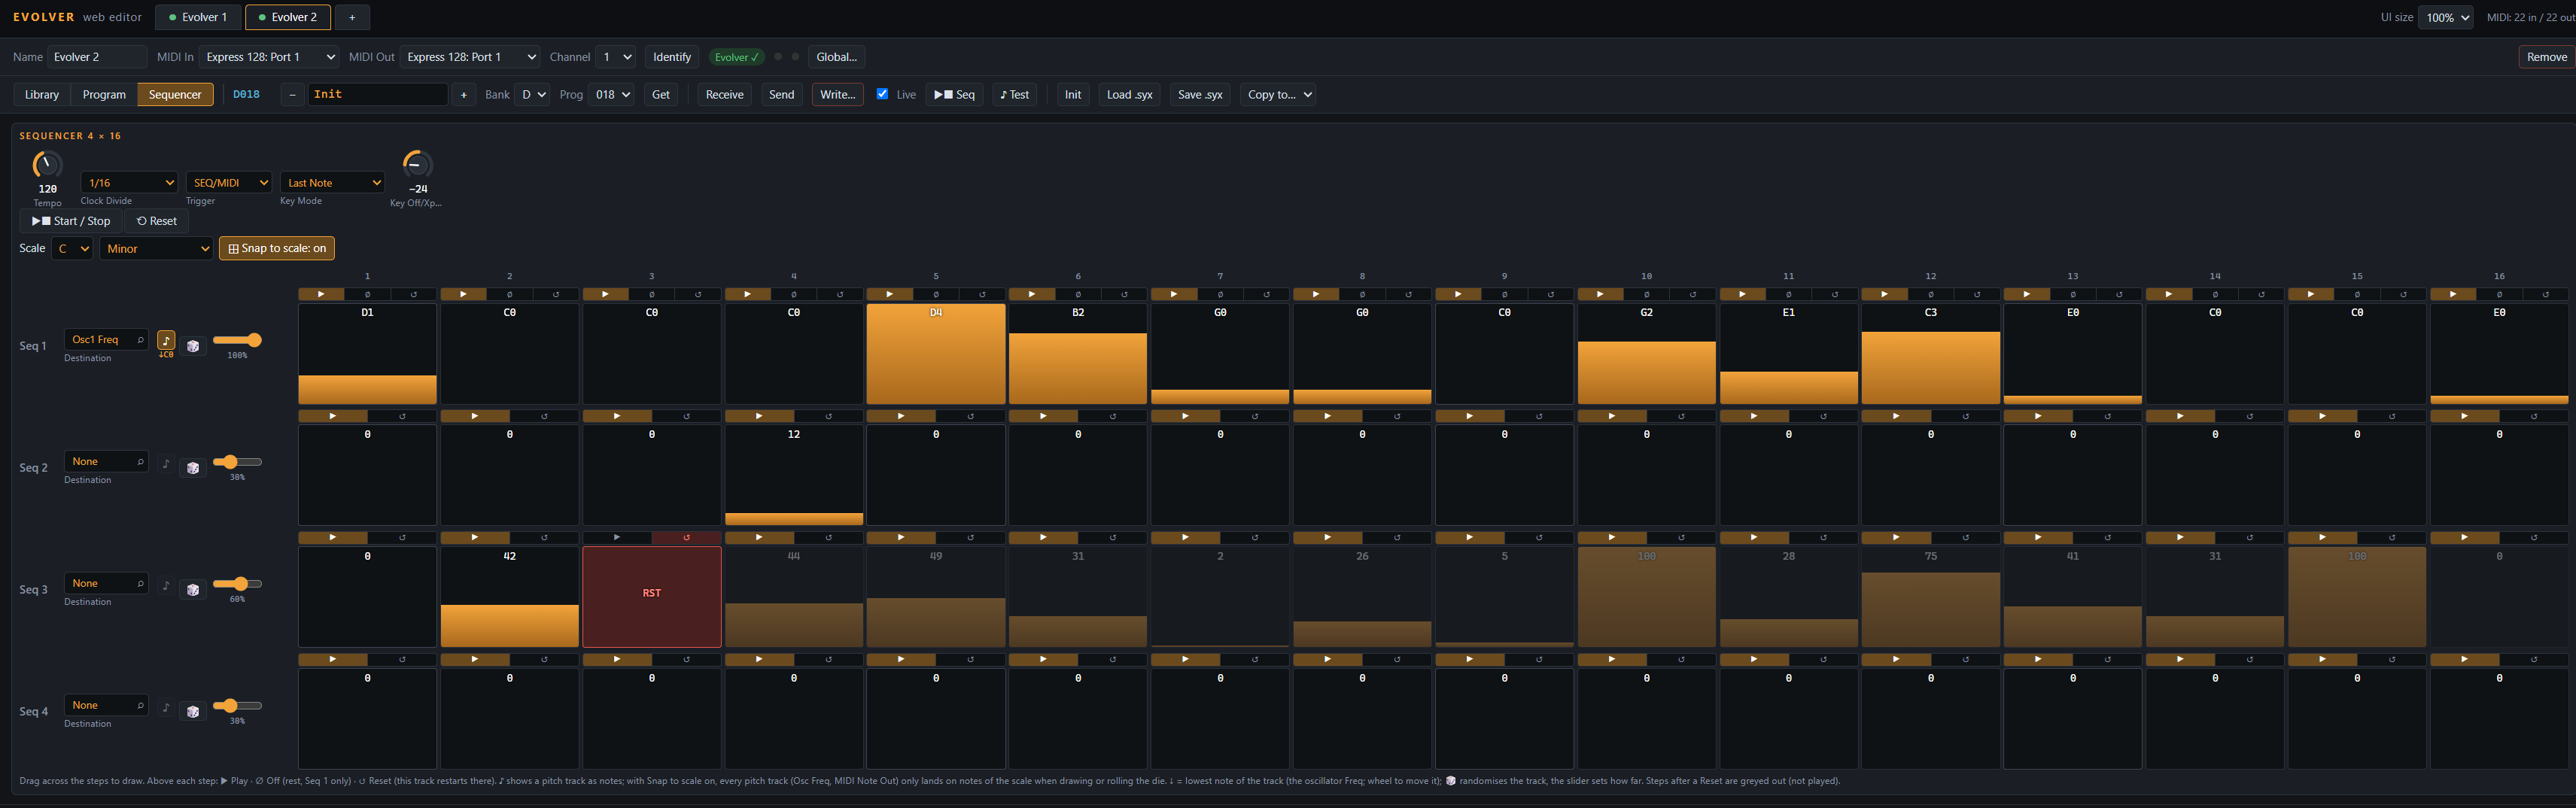 EVOLVER web editor Evolver 1 Evolver 2 + UI size 100% MIDI: 22 in / 22 out
Name Evolver 2 MIDI In Express 128: Port 1 MIDI Out Express 128: Port 1 Channel 1 Identify Evolver ✓ Global... Remove
Library Program Sequencer D018 − Init + Bank D Prog 018 Get Receive Send Write... Live ▶■ Seq ♪ Test Init Load .syx Save .syx Copy to...
SEQUENCER 4 × 16
120 1/16 SEQ/MIDI Last Note −24
Tempo Clock Divide Trigger Key Mode Key Off/Xp...
▶■ Start / Stop ⟲ Reset
Scale C Minor Snap to scale: on
1 2 3 4 5 6 7 8 9 10 11 12 13 14 15 16
Seq 1 Osc1 Freq ♪ ↓C0 100%
Destination
D1 C0 C0 C0 D4 B2 G0 G0 C0 G2 E1 C3 E0 C0 C0 E0
Seq 2 None ♪ 30%
Destination
0 0 0 12 0 0 0 0 0 0 0 0 0 0 0 0
Seq 3 None ♪ 60%
Destination
0 42 RST 44 49 31 2 26 5 100 28 75 41 31 100 0
Seq 4 None ♪ 30%
Destination
0 0 0 0 0 0 0 0 0 0 0 0 0 0 0 0
Drag across the steps to draw. Above each step: ▶ Play · ∅ Off (rest, Seq 1 only) · ↺ Reset (this track restarts there). ♪ shows a pitch track as notes; with Snap to scale on, every pitch track (Osc Freq, MIDI Note Out) only lands on notes of the scale when drawing or rolling the die. ↓ = lowest note of the track (the oscillator Freq; wheel to move it); 🎲 randomises the track, the slider sets how far. Steps after a Reset are greyed out (not played).